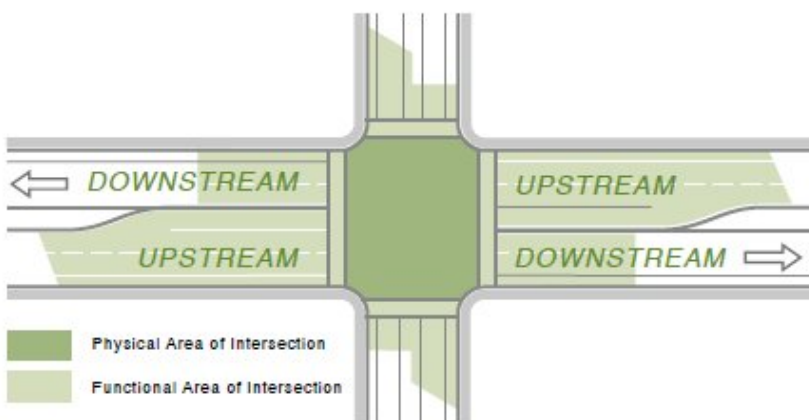 DOWNSTREAM
UPSTREAM
UPSTREAM
DOWNSTREAM
Physical Area of Intersection
Functional Area of Intersection